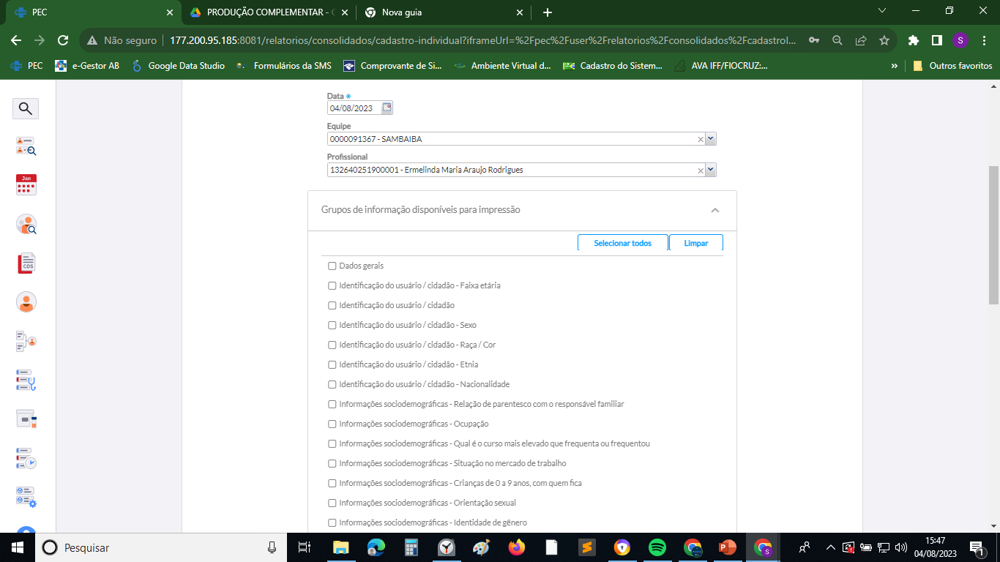 PEC
PRODUÇÃO COMPLEMENTAR - 
Nova guia
Não seguro
177.200.95.185:8081/relatorios/consolidados/cadastro-individual?iframeUrl=%2Fpec%2Fuser%2Frelatorios%2Fconsolidados%2Fcadastrol...
S
PEC
e-Gestor AB
Google Data Studio
Formulários da SMS
Comprovante de Si...
Ambiente Virtual d...
Cadastro do Sistem...
AVA IFF/FIOCRUZ:...
»
Outros favoritos
Data *
04/08/2023
Equipe
0000091367 - SAMBAIBA
Profissional
132640251900001 - Ermelinda Maria Araujo Rodrigues
Jan
CDS
Grupos de informação disponíveis para impressão
Selecionar todos
Limpar
Dados gerais
Identificação do usuário / cidadão - Faixa etária
Identificação do usuário / cidadão
Identificação do usuário / cidadão - Sexo
Identificação do usuário / cidadão - Raça / Cor
Identificação do usuário / cidadão - Etnia
Identificação do usuário / cidadão - Nacionalidade
Informações sociodemográficas - Relação de parentesco com o responsável familiar
Informações sociodemográficas - Ocupação
Informações sociodemográficas - Qual é o curso mais elevado que frequenta ou frequentou
Informações sociodemográficas - Situação no mercado de trabalho
Informações sociodemográficas - Crianças de 0 a 9 anos, com quem fica
Informações sociodemográficas - Orientação sexual
Informações sociodemográficas - Identidade de gênero
Pesquisar
S
15:47
04/08/2023
1